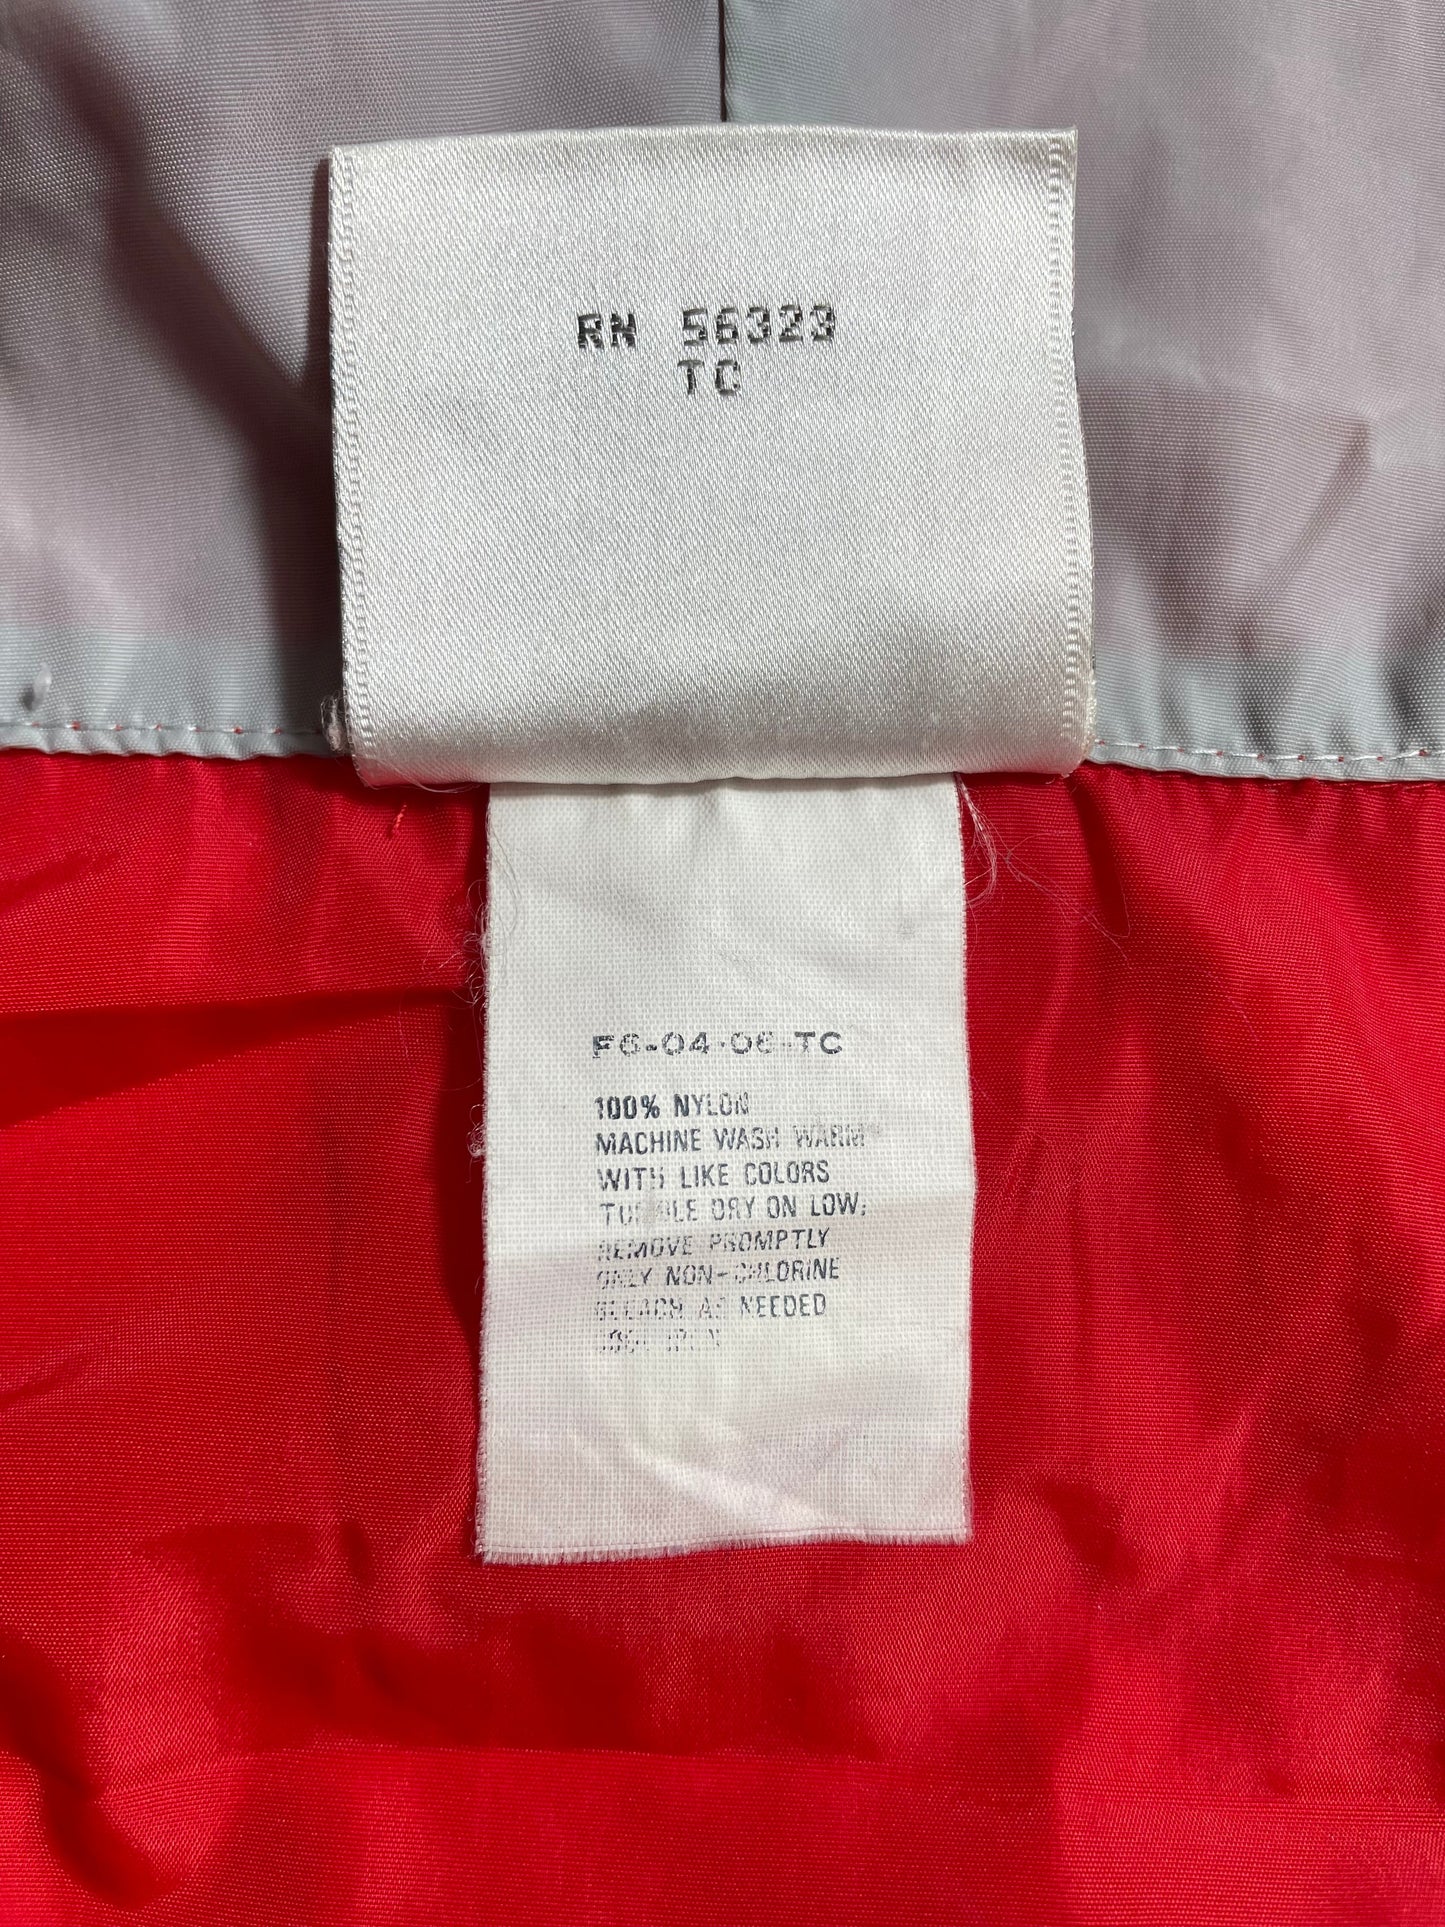 RN 56323
TC
F6-04-06-TC
100% NYLON
MACHINE WASH WARM
WITH LIKE COLORS
TUMBLE DRY ON LOW;
REMOVE PROMPTLY
ONLY NON-CHLORINE
BLEACH AS NEEDED